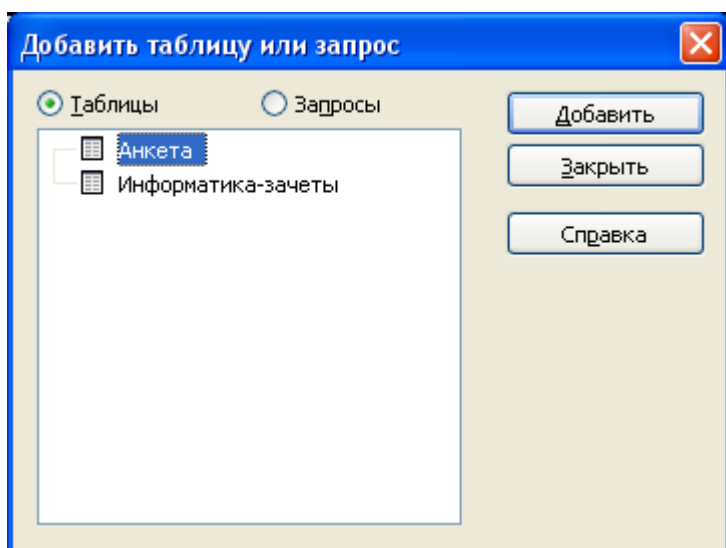 Добавить таблицу или запрос
Таблицы Запросы
Добавить
Анкета
Закрыть
Информатика-зачеты
Справка